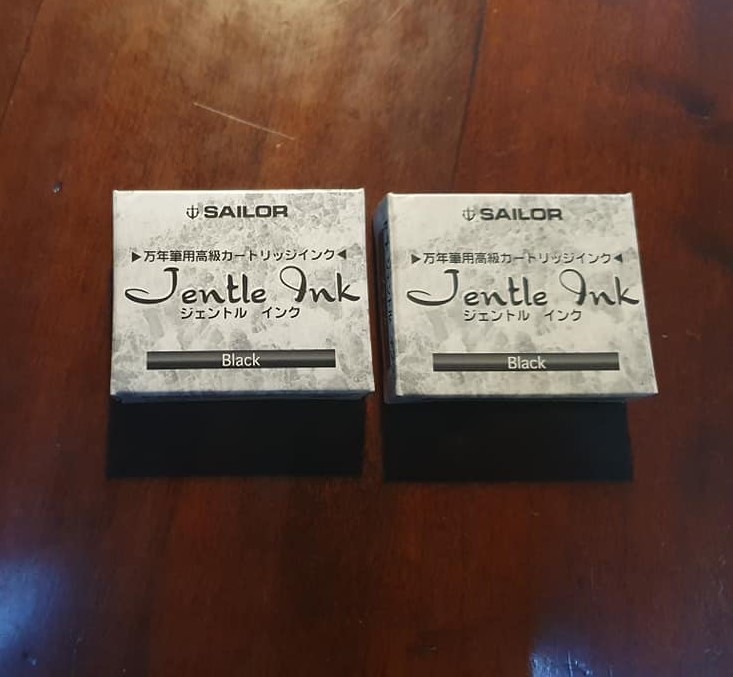 SAILOR
▶万年筆用高級カートリッジインク◀
Jentle Ink
ジェントル インク
Black
SAILOR
▶万年筆用高級カートリッジインク◀
Jentle Ink
ジェントル インク
Black